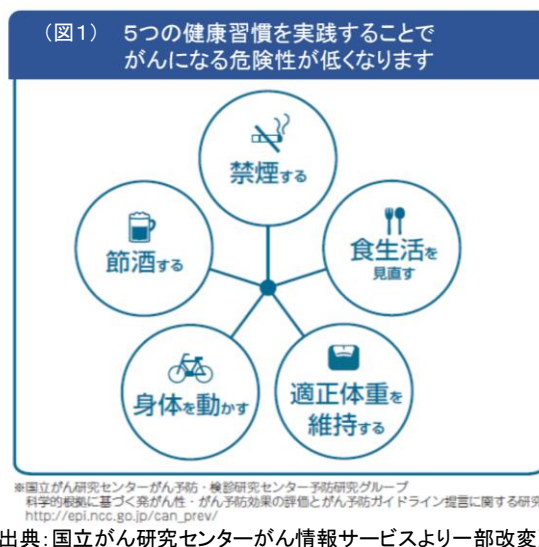 (図1) 5つの健康習慣を実践することで
がんになる危険性が低くなります
禁煙する
節酒する
食生活を
見直す
身体を動かす
適正体重を
維持する
※国立がん研究センターがん予防・検診研究センター予防研究グループ
科学的根拠に基づく発がん性・がん予防効果の評価とがん予防ガイドライン提言に関する研究
http://epi.ncc.go.jp/can_prev/
出典:国立がん研究センターがん情報サービスより一部改変